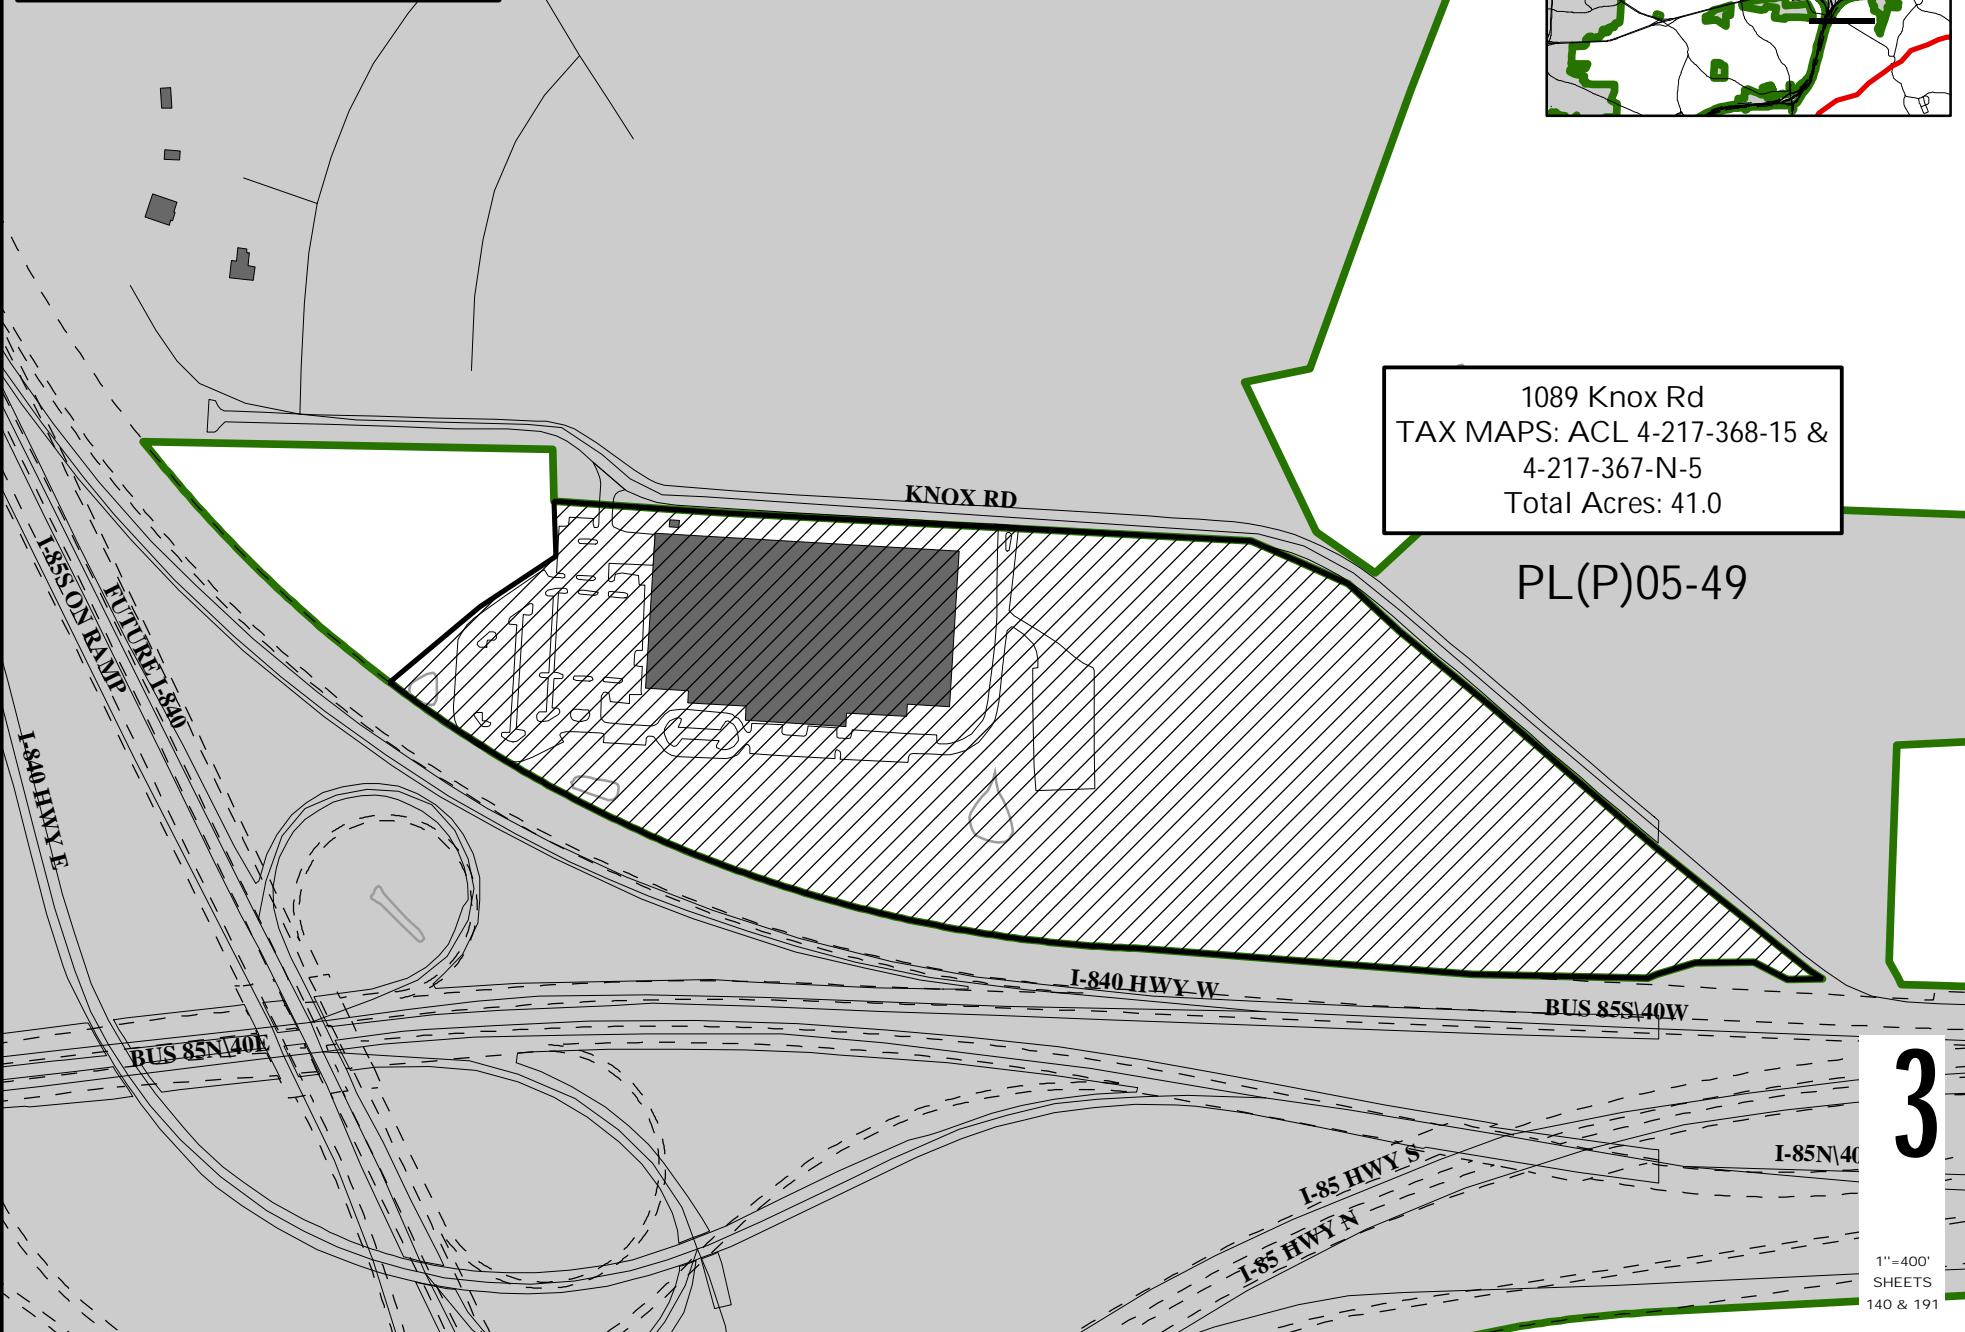 1089 Knox Rd
TAX MAPS: ACL 4-217-368-15 &
4-217-367-N-5
Total Acres: 41.0
KNOX RD
PL(P)05-49
I-85S ON RAMP
FUTURE I-840
I-840 HWY E
I-840 HWY W
BUS 85S\40W
BUS 85N\40E
I-85 HWY S
I-85N\40
I-85 HWY N
3
1"=400'
SHEETS
140 & 191